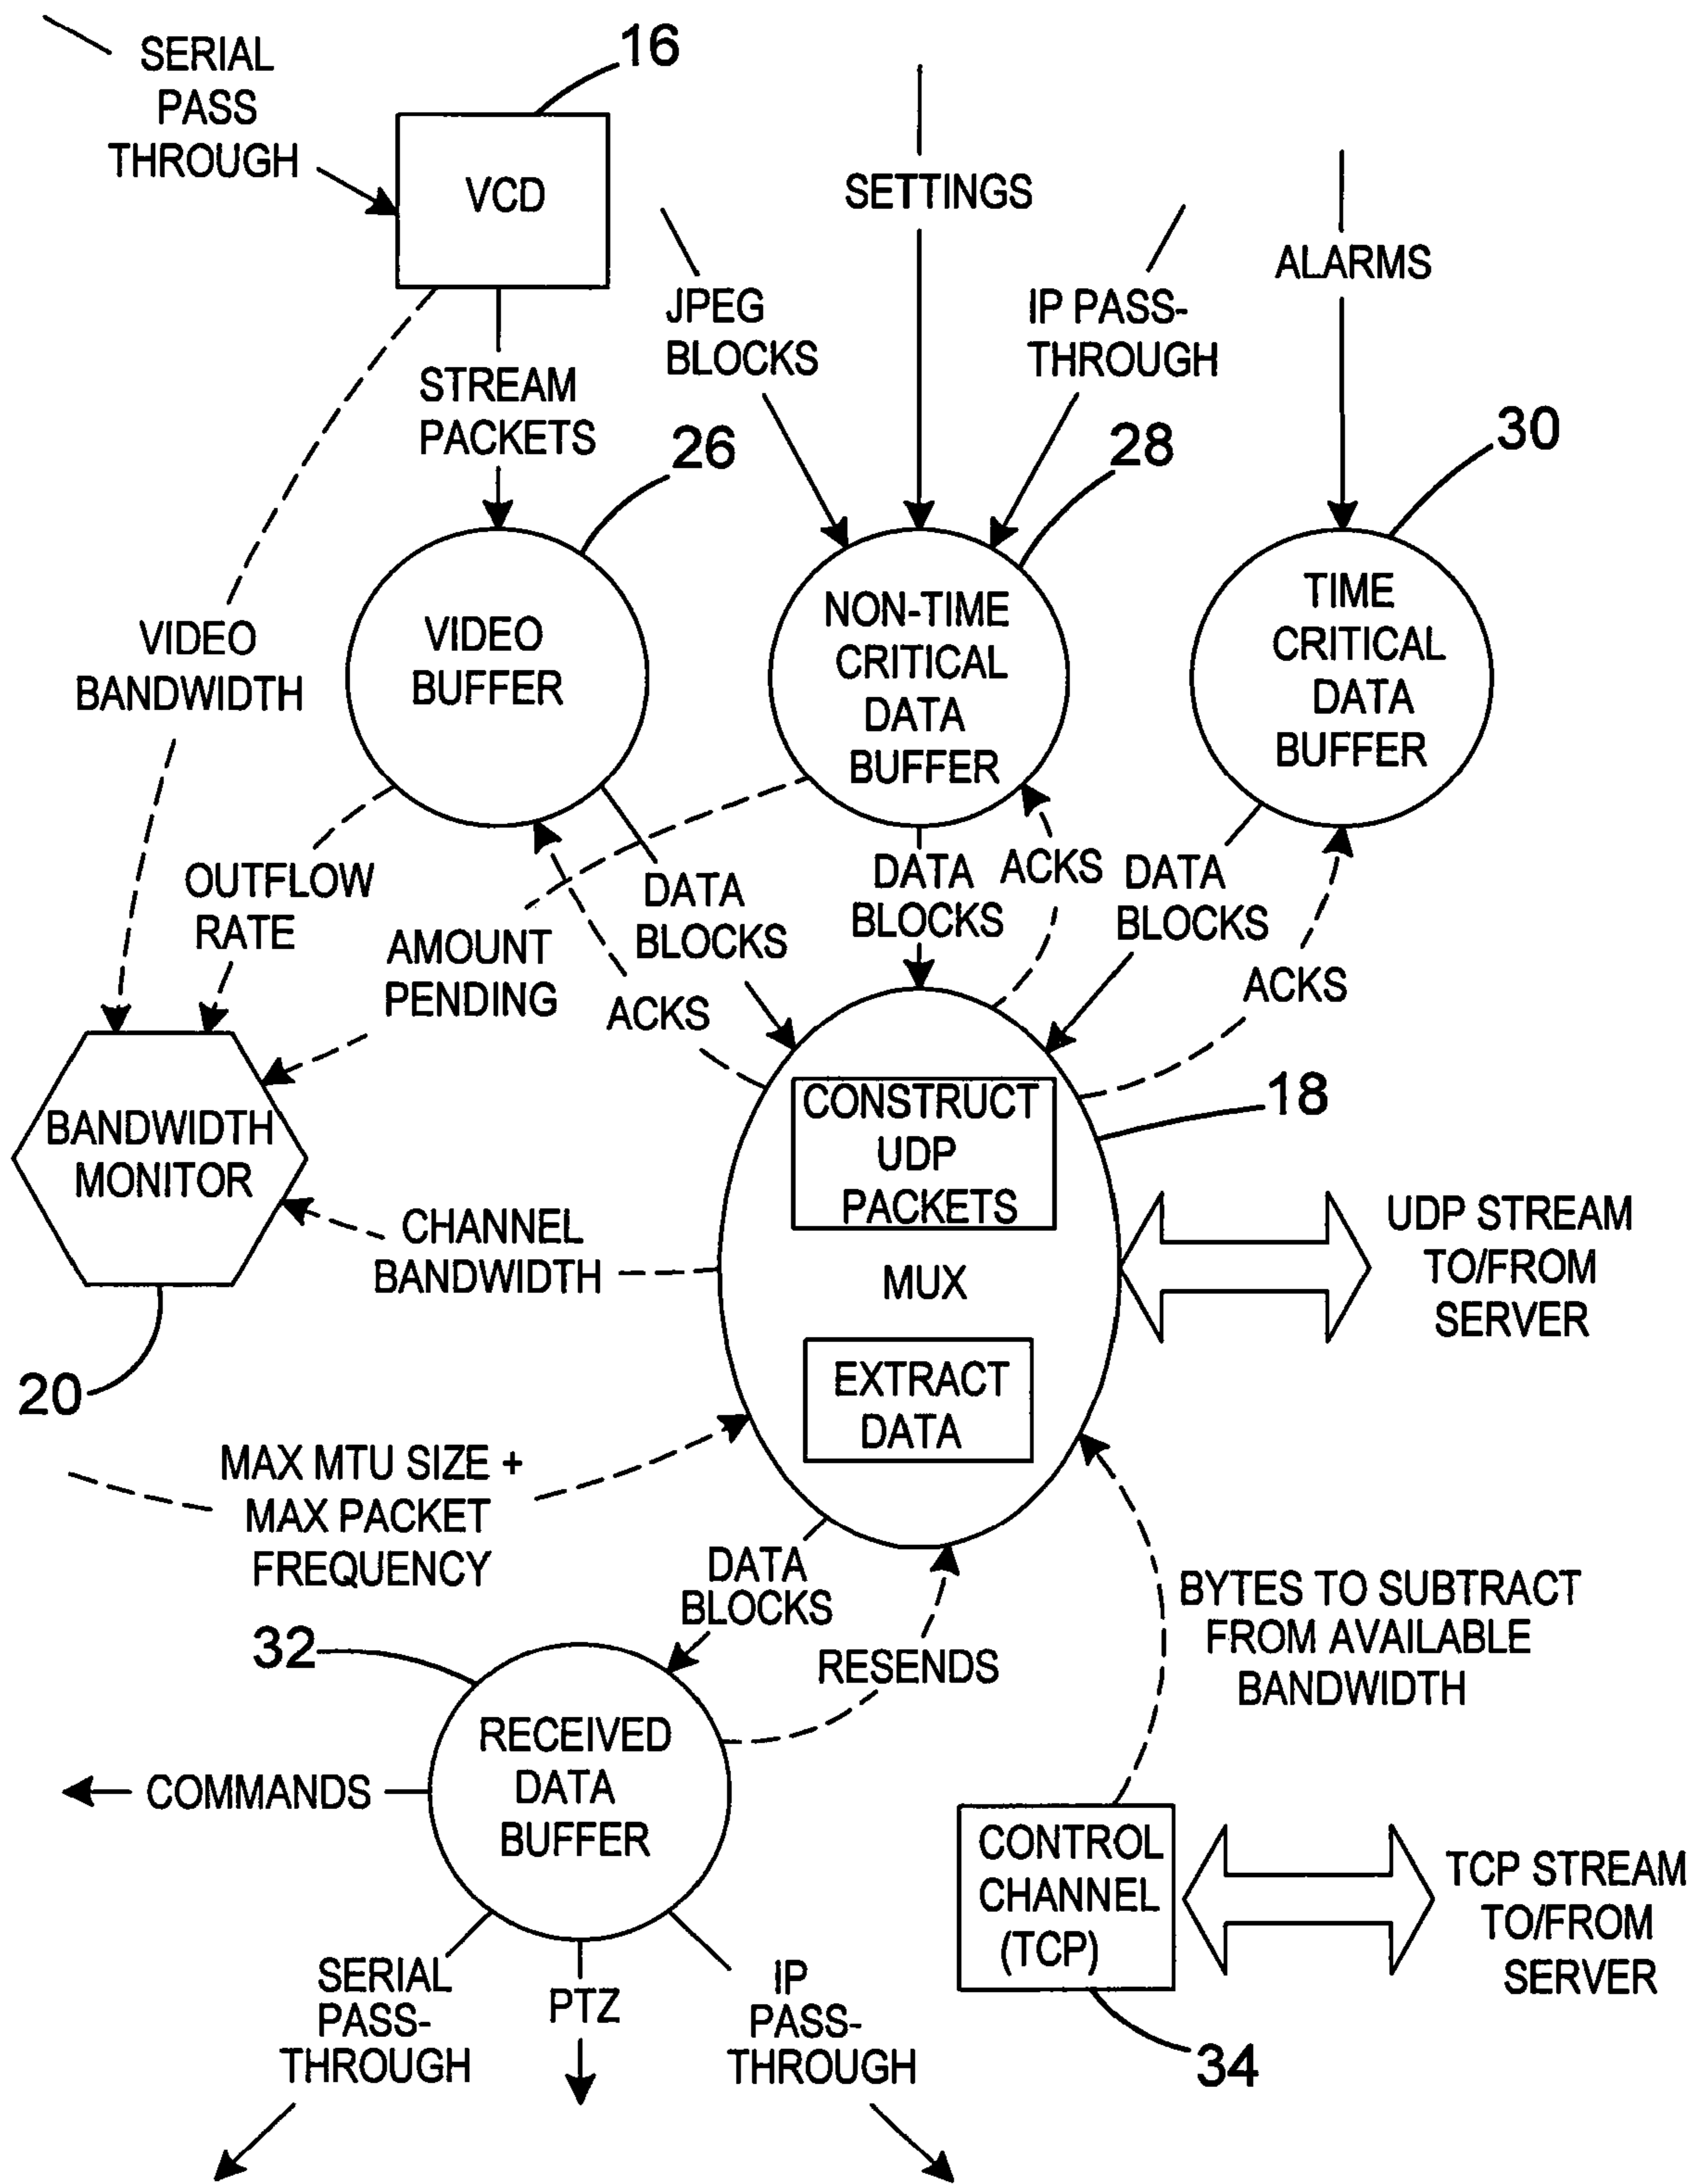 SERIAL
PASS
THROUGH
16
VCD
SETTINGS
ALARMS
JPEG
BLOCKS
IP PASS-
THROUGH
STREAM
PACKETS
26
28
30
VIDEO
BANDWIDTH
VIDEO
BUFFER
NON-TIME
CRITICAL
DATA
BUFFER
TIME
CRITICAL
DATA
BUFFER
OUTFLOW
RATE
AMOUNT
PENDING
DATA
BLOCKS
ACKS
DATA
BLOCKS
ACKS
DATA
BLOCKS
ACKS
BANDWIDTH
MONITOR
20
CHANNEL
BANDWIDTH
CONSTRUCT
UDP
PACKETS
MUX
EXTRACT
DATA
18
UDP STREAM
TO/FROM
SERVER
MAX MTU SIZE +
MAX PACKET
FREQUENCY
DATA
BLOCKS
RESENDS
BYTES TO SUBTRACT
FROM AVAILABLE
BANDWIDTH
32
RECEIVED
DATA
BUFFER
COMMANDS
SERIAL
PASS-
THROUGH
PTZ
IP
PASS-
THROUGH
CONTROL
CHANNEL
(TCP)
34
TCP STREAM
TO/FROM
SERVER